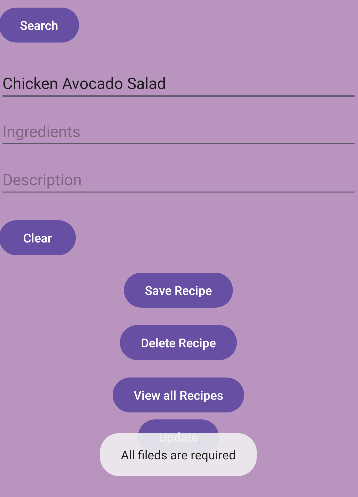 Search
Chicken Avocado Salad
Ingredients
Description
Clear
Save Recipe
Delete Recipe
View all Recipes
Update
All fileds are required